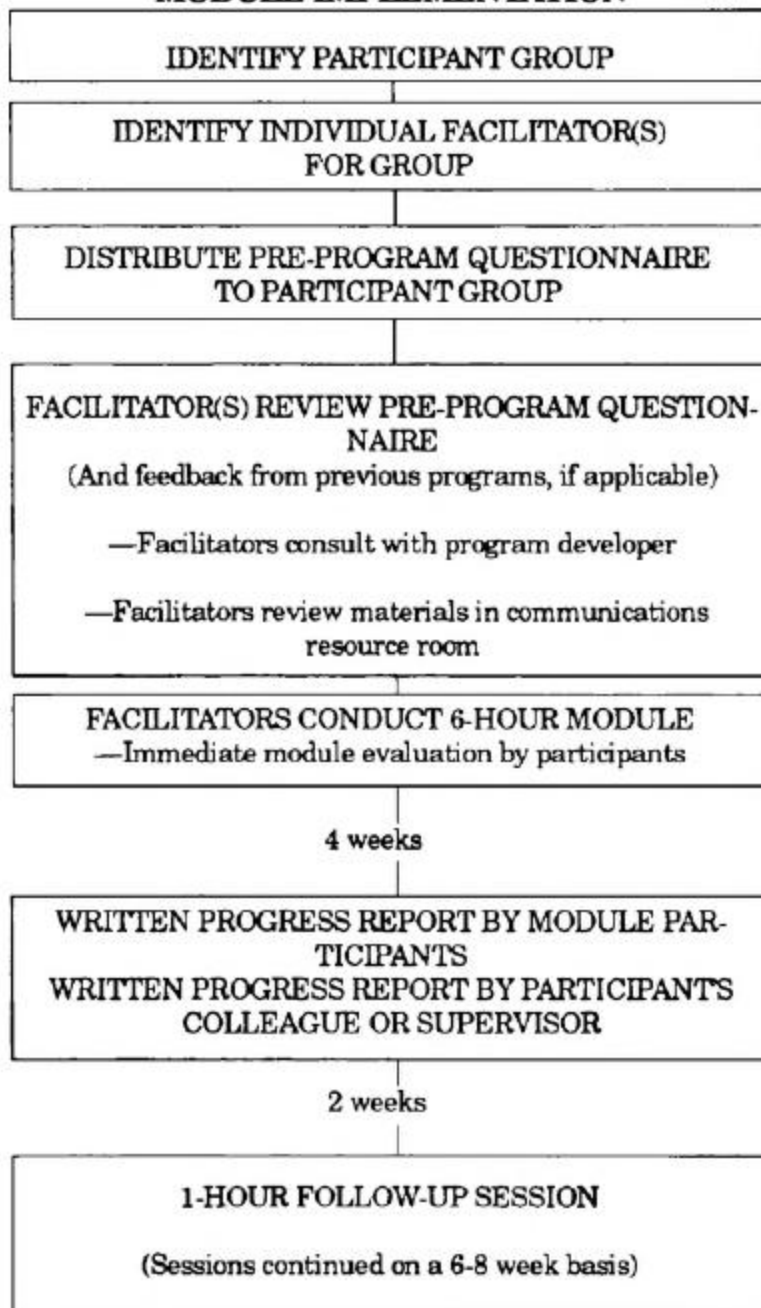 MODULE IMPLEMENTATION
IDENTIFY PARTICIPANT GROUP
IDENTIFY INDIVIDUAL FACILITATOR(S)
FOR GROUP
DISTRIBUTE PRE-PROGRAM QUESTIONNAIRE
TO PARTICIPANT GROUP
FACILITATOR(S) REVIEW PRE-PROGRAM QUESTION-
NAIRE
(And feedback from previous programs, if applicable)
—Facilitators consult with program developer
—Facilitators review materials in communications
resource room
FACILITATORS CONDUCT 6-HOUR MODULE
—Immediate module evaluation by participants
4 weeks
WRITTEN PROGRESS REPORT BY MODULE PAR-
TICIPANTS
WRITTEN PROGRESS REPORT BY PARTICIPANT'S
COLLEAGUE OR SUPERVISOR
2 weeks
1-HOUR FOLLOW-UP SESSION
(Sessions continued on a 6-8 week basis)